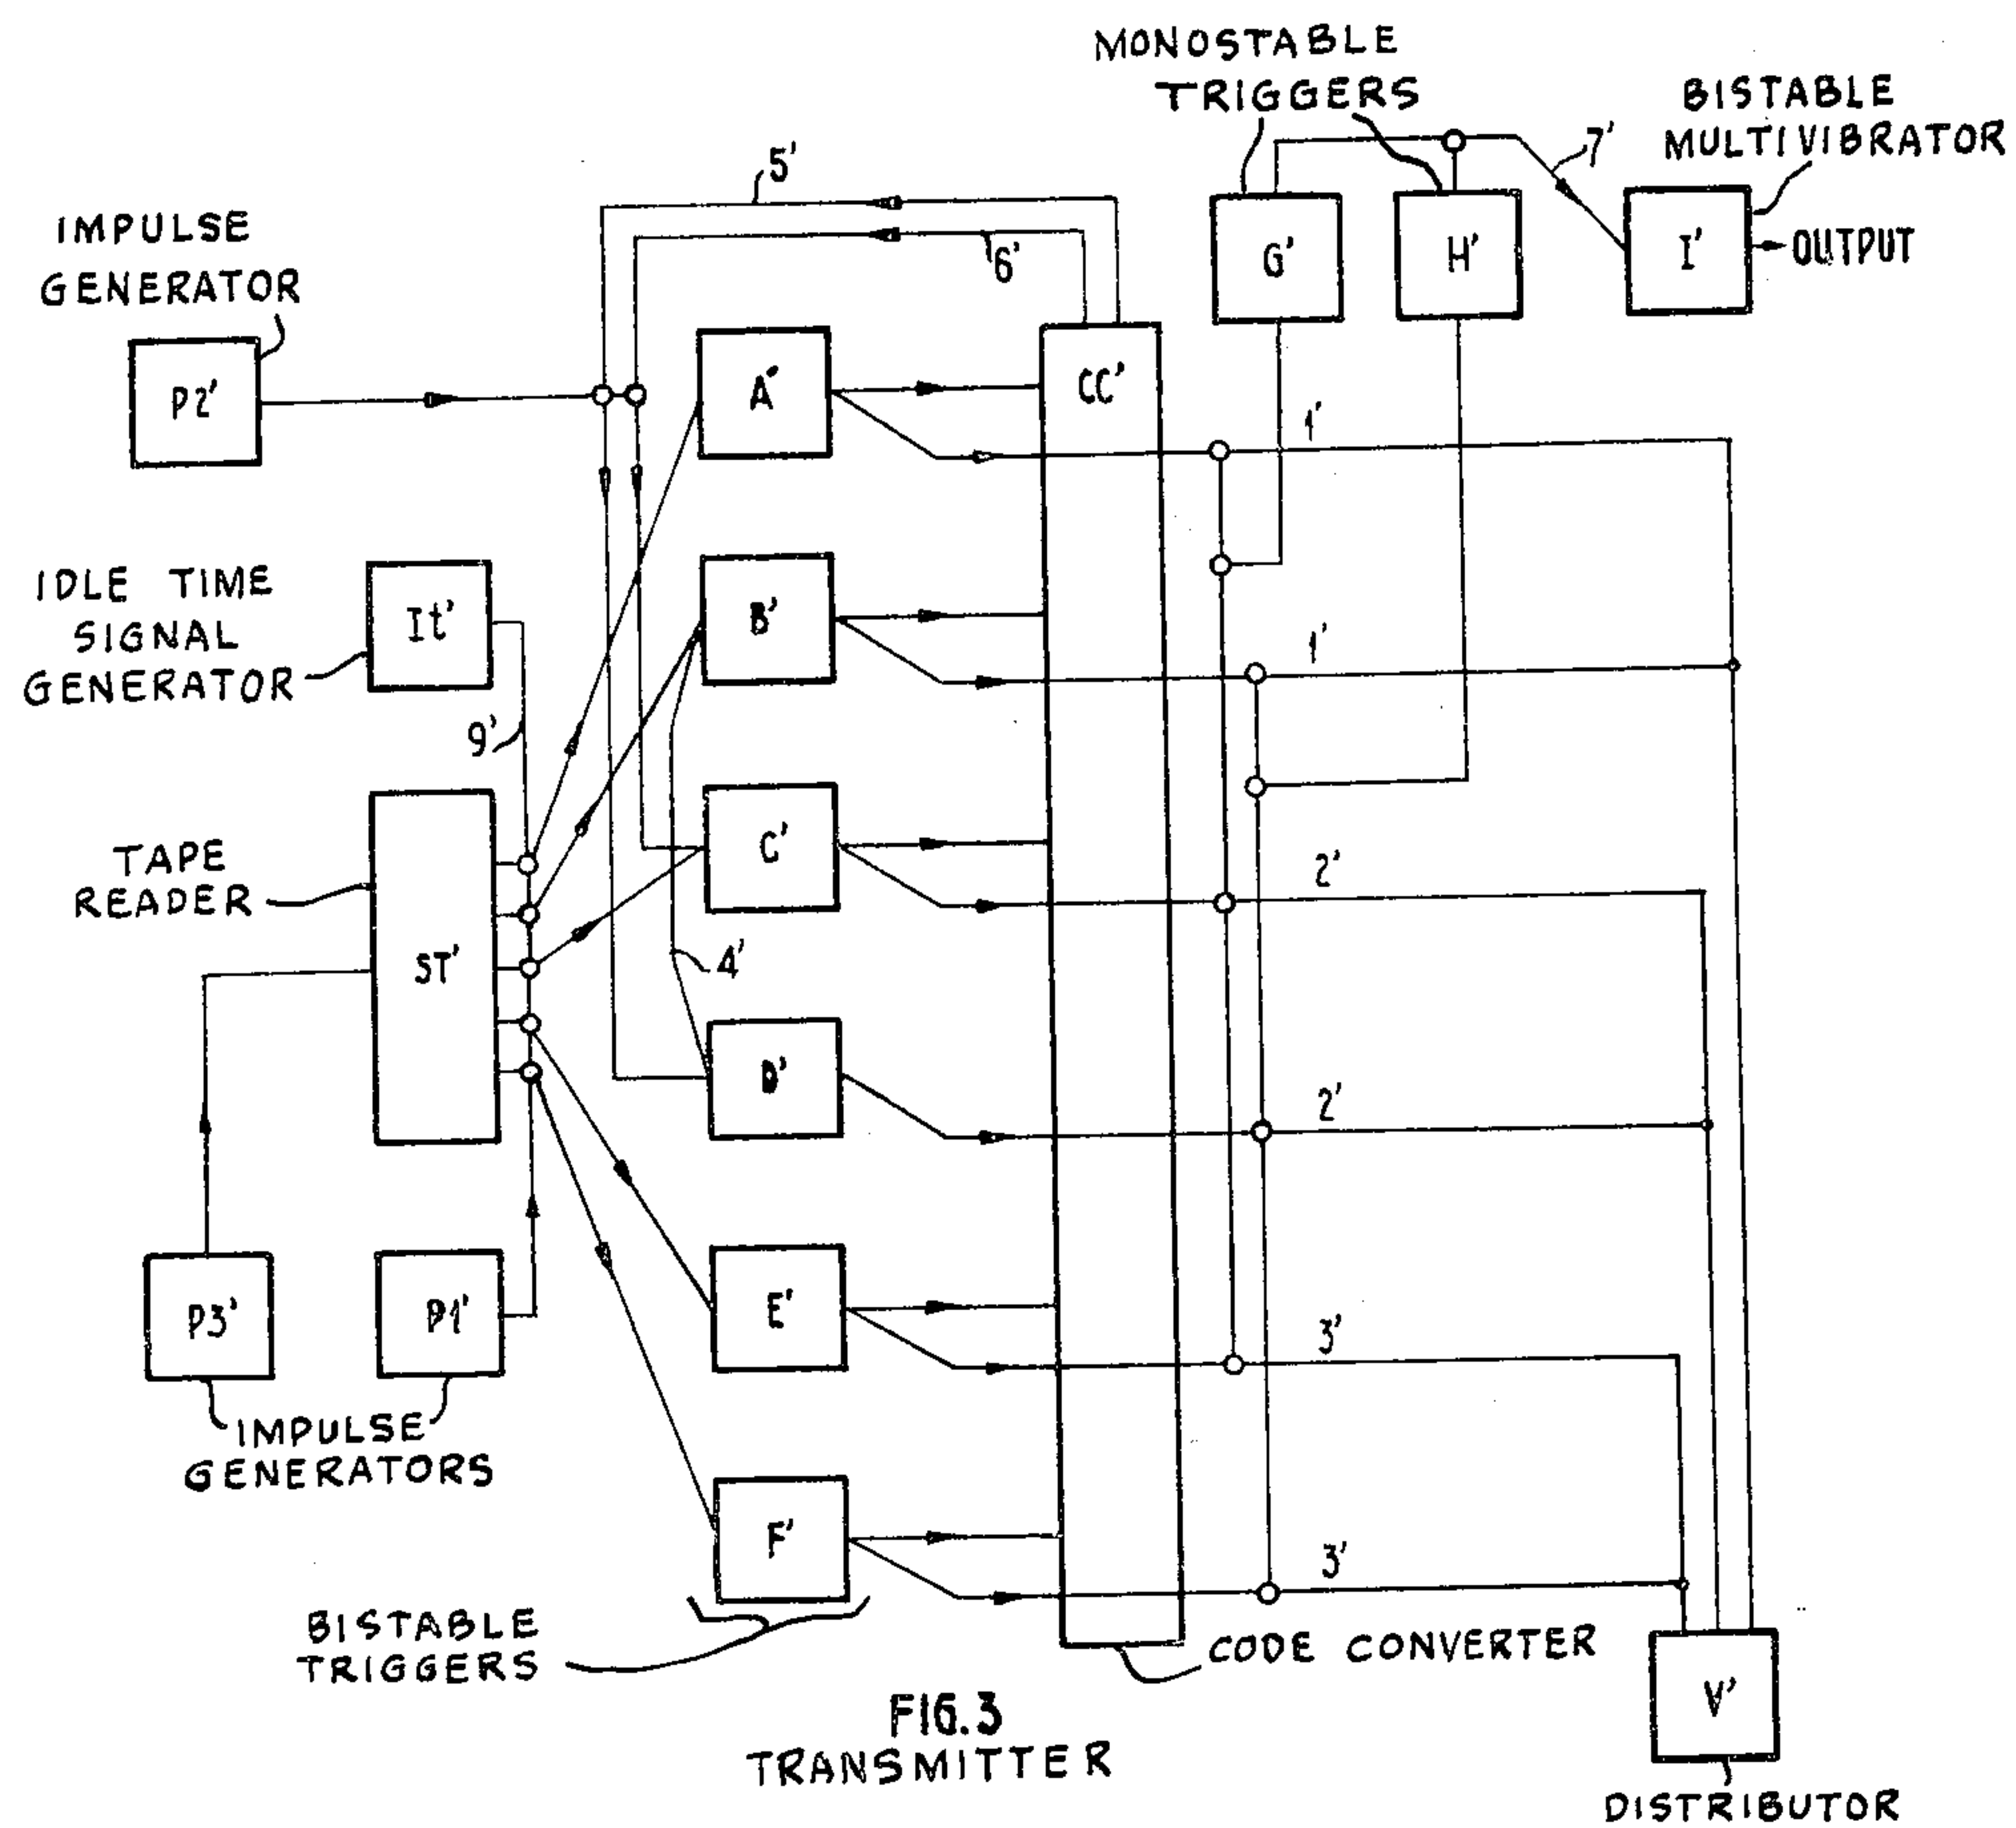 MONOSTABLE
TRIGGERS
BISTABLE
MULTIVIBRATOR
5'
7'
IMPULSE
GENERATOR
6'
G'
H'
I'
OUTPUT
P2'
A'
CC'
1'
IDLE TIME
SIGNAL
GENERATOR
It'
B'
1'
9'
TAPE
READER
C'
2'
ST'
4'
D'
2'
P3'
P1'
E'
3'
IMPULSE
GENERATORS
F'
3'
BISTABLE
TRIGGERS
CODE CONVERTER
V'
FIG.3
TRANSMITTER
DISTRIBUTOR